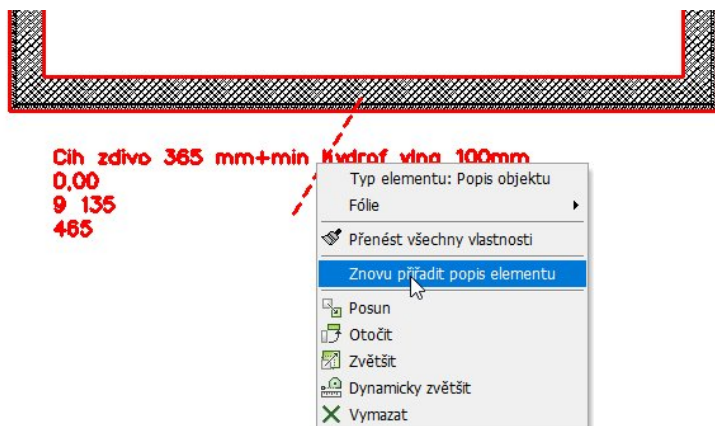 Cih zdivo 365 mm+min Kydrof vlna 100mm
0,00
9 135
465
Typ elementu: Popis objektu
Fólie
Přenést všechny vlastnosti
Znovu přiřadit popis elementu
Posun
Otočit
Zvětšit
Dynamicky zvětšit
Vymazat